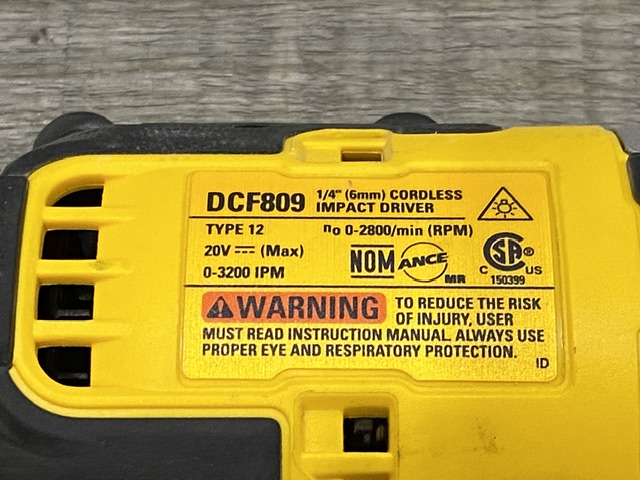 DCF809 1/4" (6mm) CORDLESS
IMPACT DRIVER
TYPE 12 no 0-2800/min (RPM)
20V ⎓ (Max)
0-3200 IPM
NOM ANCE MR
C SA® US
150399
WARNING TO REDUCE THE RISK
OF INJURY, USER
MUST READ INSTRUCTION MANUAL. ALWAYS USE
PROPER EYE AND RESPIRATORY PROTECTION.
ID